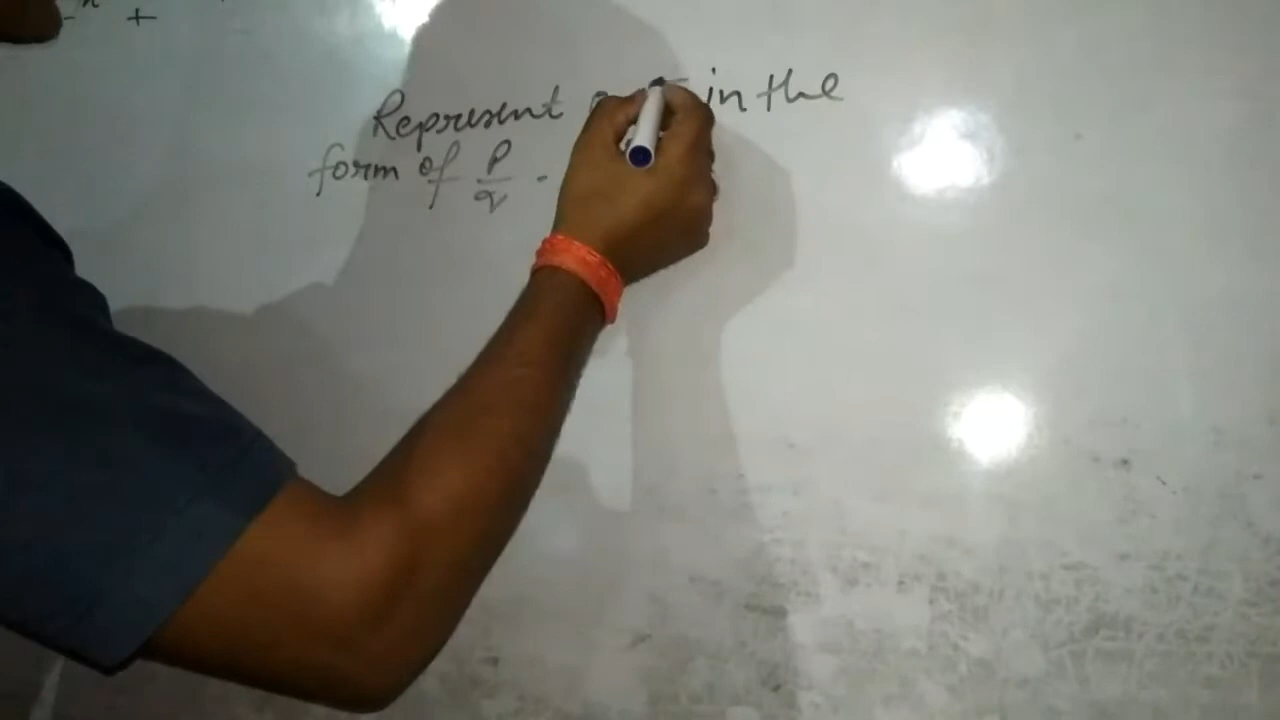 +
Represent in the
form of p/q .